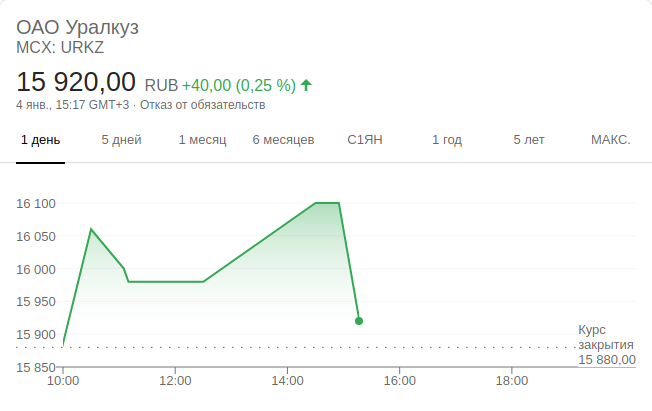 ОАО Уралкуз
MCX: URKZ
15 920,00 RUB +40,00 (0,25 %)
4 янв., 15:17 GMT+3 · Отказ от обязательств
1 день 5 дней 1 месяц 6 месяцев С1ЯН 1 год 5 лет МАКС.
16 100
16 050
16 000
15 950
15 900
15 850
Курс
закрытия
15 880,00
10:00 12:00 14:00 16:00 18:00